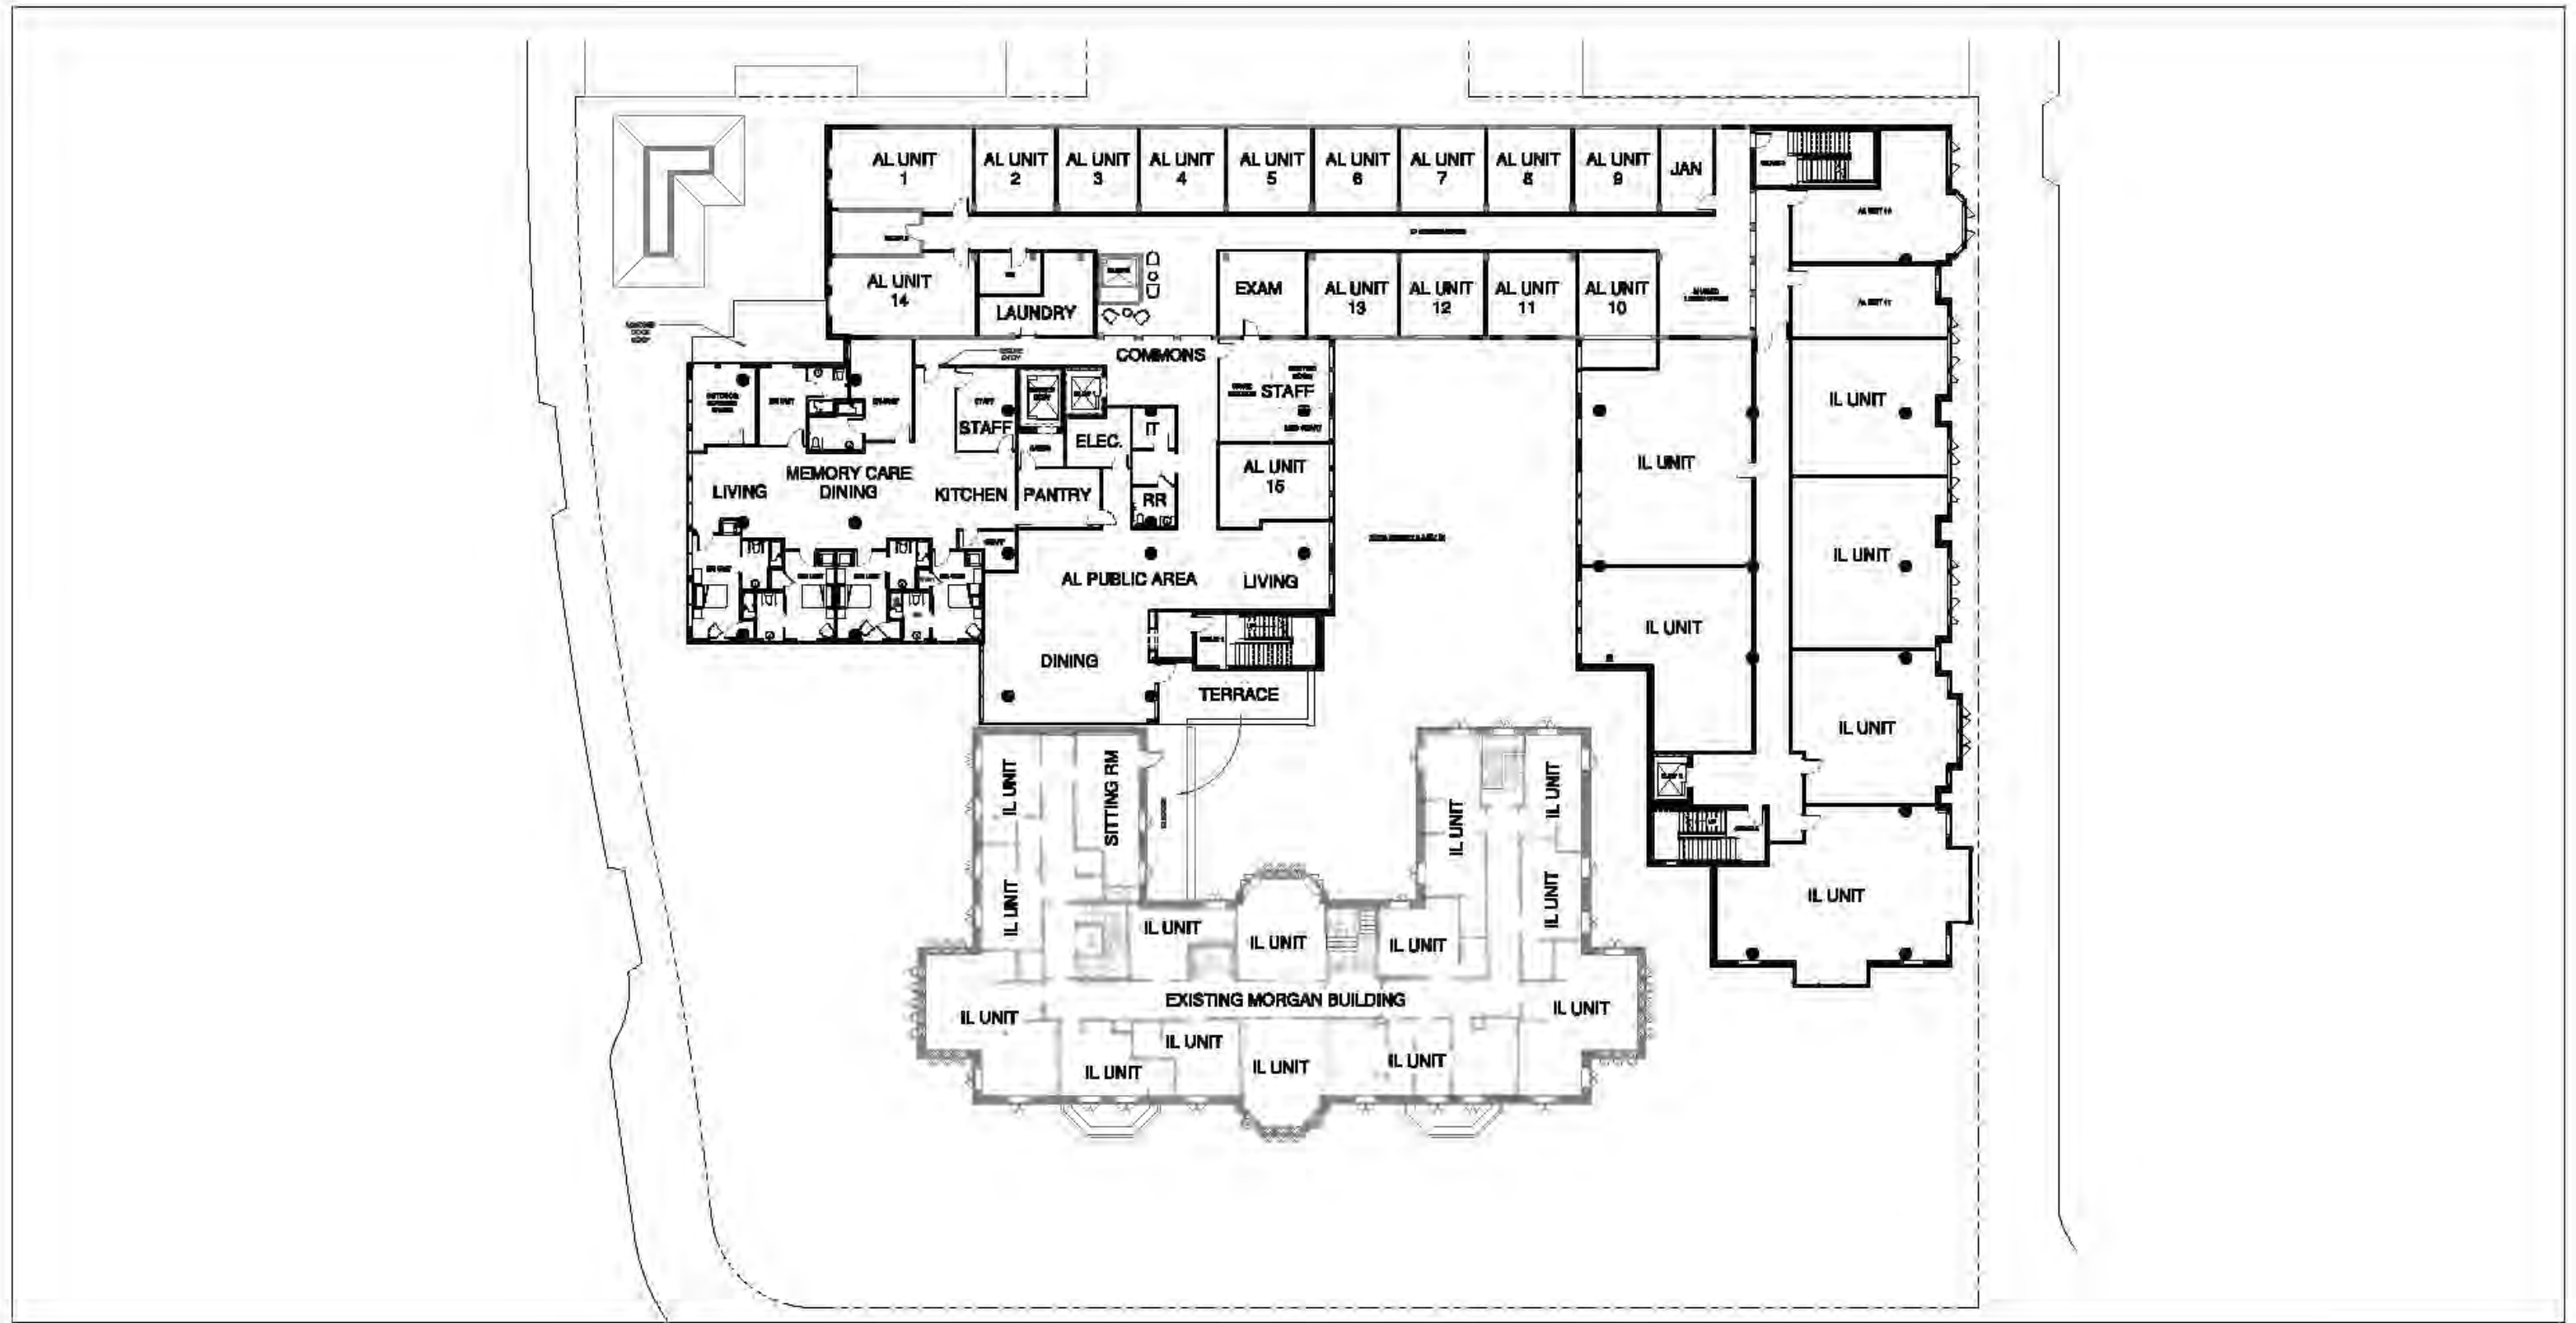 AL UNIT
1
AL UNIT
2
AL UNIT
3
AL UNIT
4
AL UNIT
5
AL UNIT
6
AL UNIT
7
AL UNIT
8
AL UNIT
9
JAN
AL UNIT
14
LAUNDRY
EXAM
AL UNIT
13
AL UNIT
12
AL UNIT
11
AL UNIT
10
COMMONS
STAFF
STAFF
IT
ELEC.
IL UNIT
IL UNIT
MEMORY CARE
LIVING
DINING
KITCHEN
PANTRY
RR
AL UNIT
15
IL UNIT
AL PUBLIC AREA
LIVING
IL UNIT
DINING
TERRACE
IL UNIT
IL UNIT
SITTING RM
IL UNIT
IL UNIT
IL UNIT
IL UNIT
IL UNIT
IL UNIT
IL UNIT
IL UNIT
IL UNIT
EXISTING MORGAN BUILDING
IL UNIT
IL UNIT
IL UNIT
IL UNIT
IL UNIT
IL UNIT